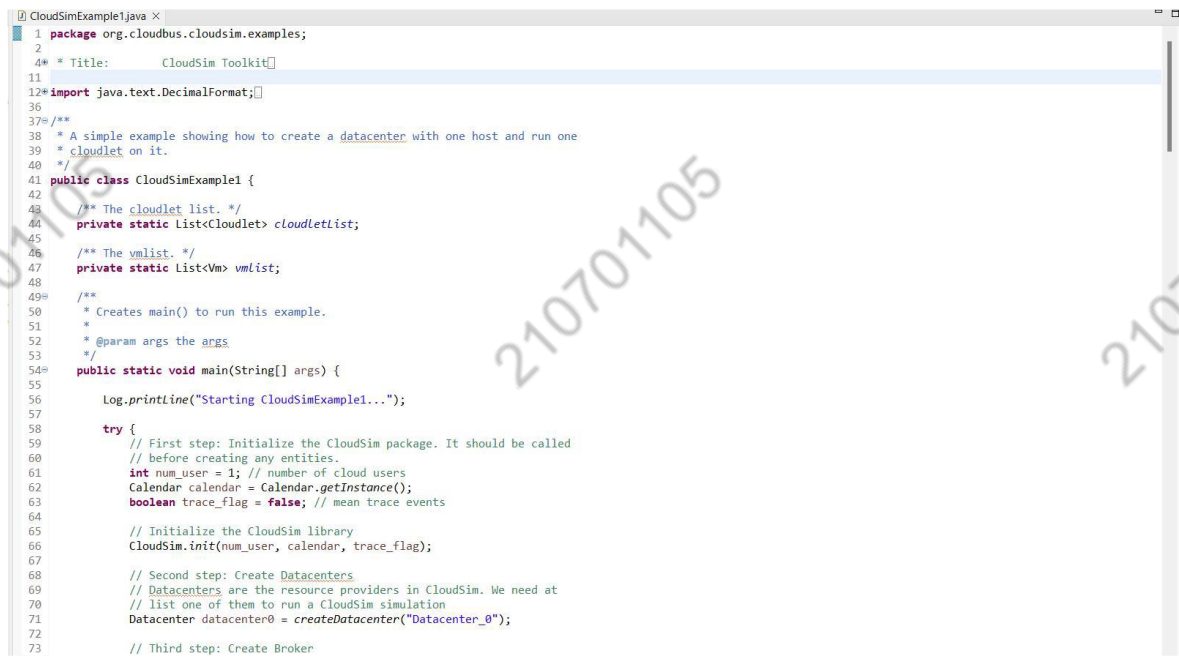 CloudSimExample1.java
1 package org.cloudbus.cloudsim.examples;
2
4 * Title: CloudSim Toolkit
11
12 import java.text.DecimalFormat;
36
37 /**
38 * A simple example showing how to create a datacenter with one host and run one
39 * cloudlet on it.
40 */
41 public class CloudSimExample1 {
42
43 /** The cloudlet list. */
44 private static List<Cloudlet> cloudletList;
45
46 /** The vmlist. */
47 private static List<Vm> vmlist;
48
49 /**
50 * Creates main() to run this example.
51 *
52 * @param args the args
53 */
54 public static void main(String[] args) {
55
56 Log.printLine("Starting CloudSimExample1...");
57
58 try {
59 // First step: Initialize the CloudSim package. It should be called
60 // before creating any entities.
61 int num_user = 1; // number of cloud users
62 Calendar calendar = Calendar.getInstance();
63 boolean trace_flag = false; // mean trace events
64
65 // Initialize the CloudSim library
66 CloudSim.init(num_user, calendar, trace_flag);
67
68 // Second step: Create Datacenters
69 // Datacenters are the resource providers in CloudSim. We need at
70 // list one of them to run a CloudSim simulation
71 Datacenter datacenter0 = createDatacenter("Datacenter_0");
72
73 // Third step: Create Broker
210701105